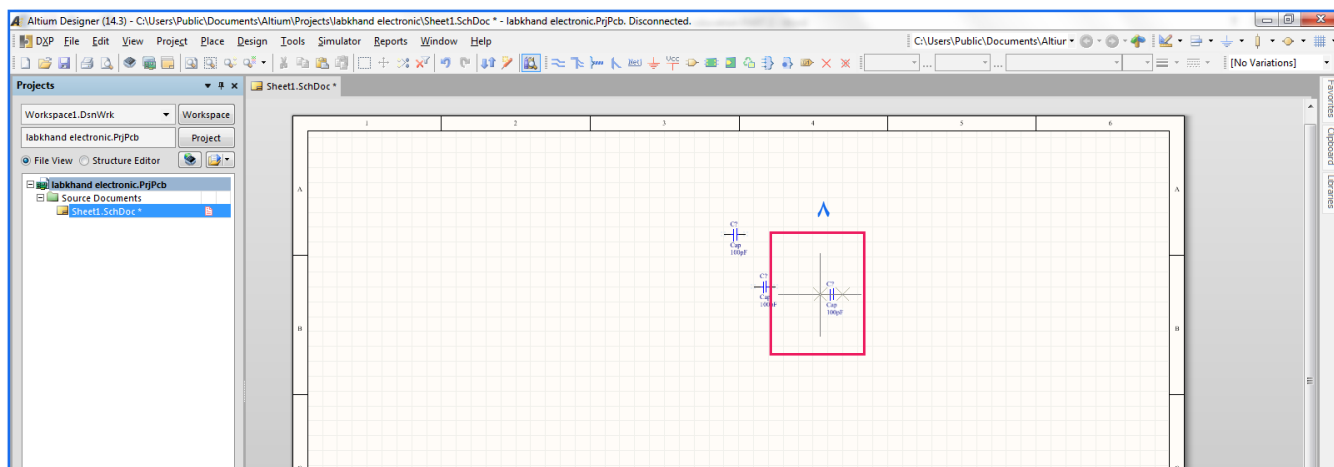 Altium Designer (14.3) - C:\Users\Public\Documents\Altium\Projects\labkhand electronic\Sheet1.SchDoc * - labkhand electronic.PrjPcb. Disconnected.
DXP File Edit View Project Place Design Tools Simulator Reports Window Help C:\Users\Public\Documents\Altiur
[No Variations]
Projects
Sheet1.SchDoc *
Workspace1.DsnWrk Workspace
labkhand electronic.PrjPcb Project
File View Structure Editor
labkhand electronic.PrjPcb
Source Documents
Sheet1.SchDoc *
1 2 3 4 5 6
A A
C?
Cap
100pF
C?
Cap
100pF
C?
Cap
100pF
B B
Favorites
Clipboard
Libraries